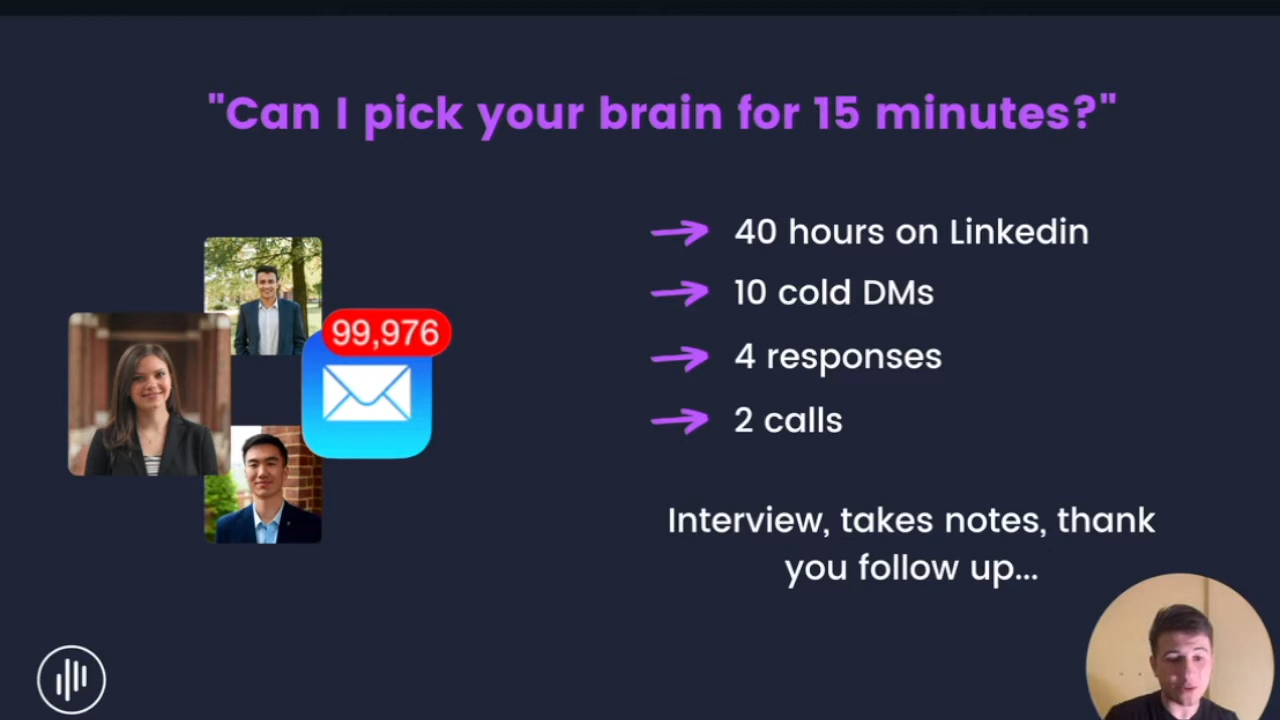 "Can I pick your brain for 15 minutes?"
99,976
40 hours on Linkedin
10 cold DMs
4 responses
2 calls
Interview, takes notes, thank
you follow up...